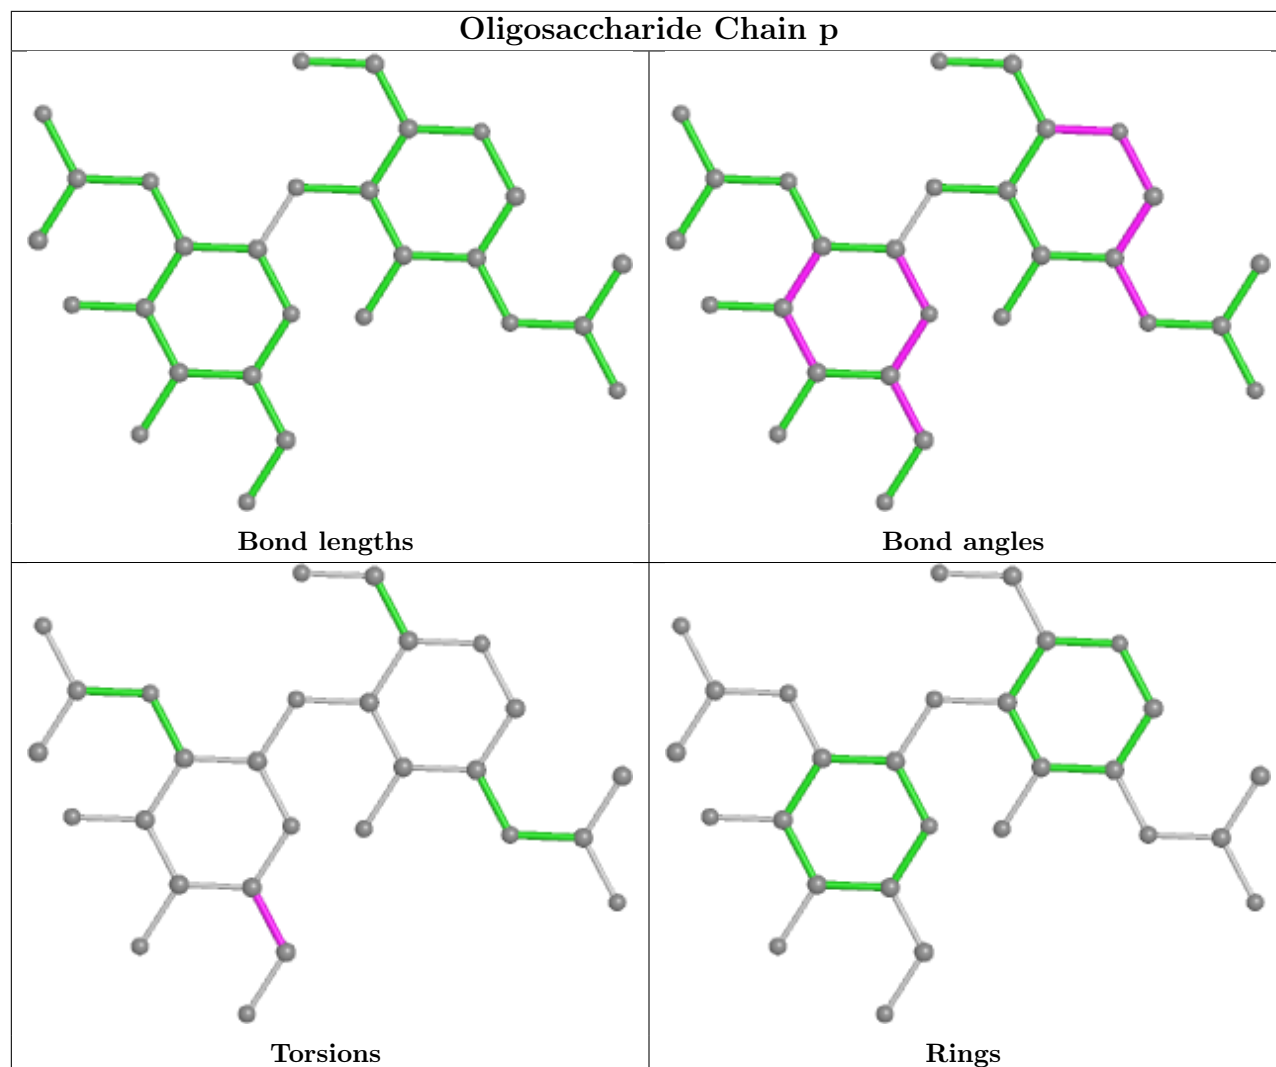 Oligosaccharide Chain p
Bond lengths
Bond angles
Torsions
Rings